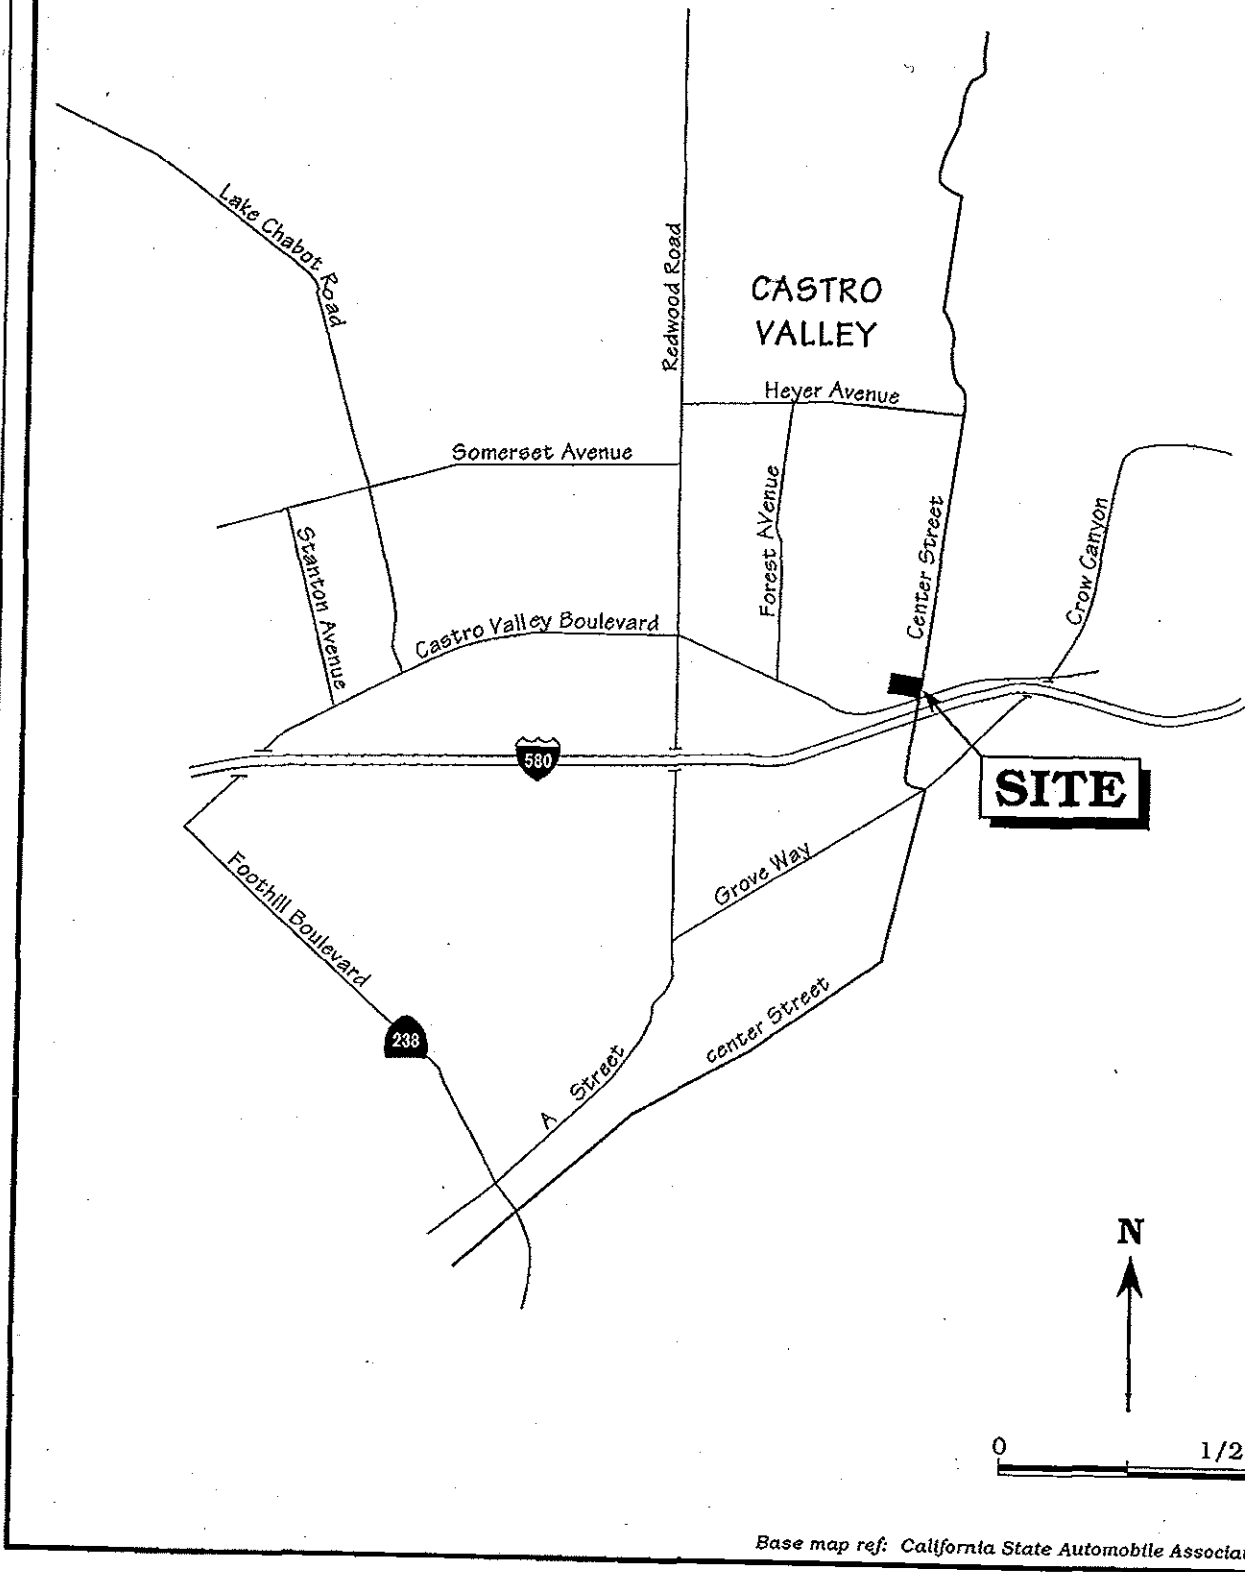 Lake Chabot Road
Redwood Road
CASTRO
VALLEY
Heyer Avenue
Somerset Avenue
Stanton Avenue
Forest AVenue
Center Street
Crow Canyon
Castro Valley Boulevard
580
SITE
Grove Way
Foothill Boulevard
238
center Street
A Street
N
0 1/2
Base map ref: California State Automobile Associa